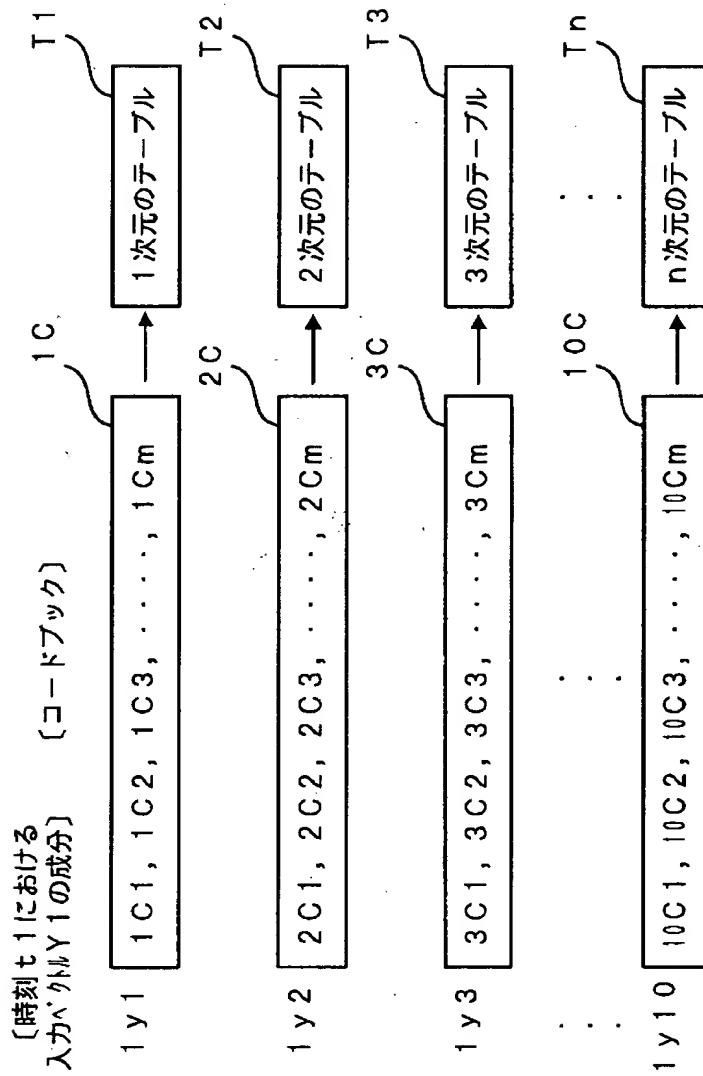 〔時刻t1における
入力ベクトルY1の成分〕
〔コードブック〕
1y1
1C1, 1C2, 1C3, ・・・・・, 1Cm
1C
1次元のテーブル
T1
1y2
2C1, 2C2, 2C3, ・・・・・, 2Cm
2C
2次元のテーブル
T2
1y3
3C1, 3C2, 3C3, ・・・・・, 3Cm
3C
3次元のテーブル
T3
・・・
・・・
・・・
1y10
10C1, 10C2, 10C3, ・・・・・, 10Cm
10C
n次元のテーブル
Tn